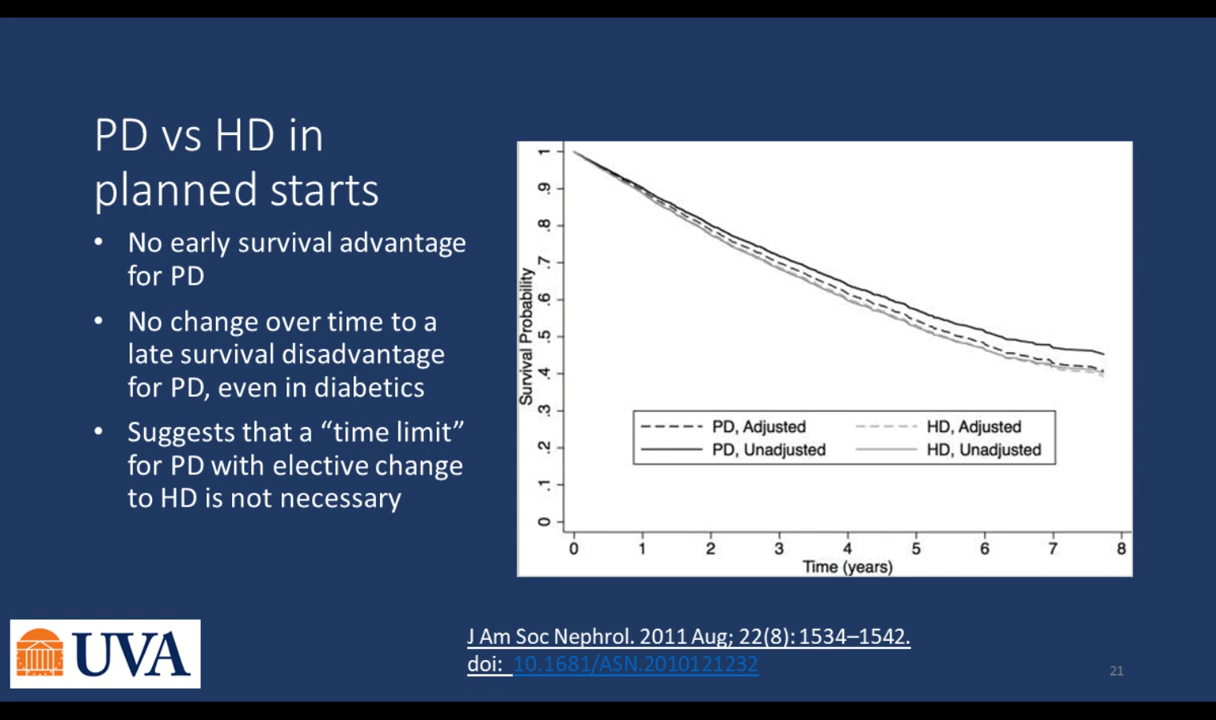 PD vs HD in
planned starts
• No early survival advantage
for PD
• No change over time to a
late survival disadvantage
for PD, even in diabetics
• Suggests that a “time limit”
for PD with elective change
to HD is not necessary
Survival Probability
1
.9
.8
.7
.6
.5
.4
.3
.2
.1
0
PD, Adjusted HD, Adjusted
PD, Unadjusted HD, Unadjusted
0 1 2 3 4 5 6 7 8
Time (years)
UVA
J Am Soc Nephrol. 2011 Aug; 22(8): 1534–1542.
doi: 10.1681/ASN.2010121232
21